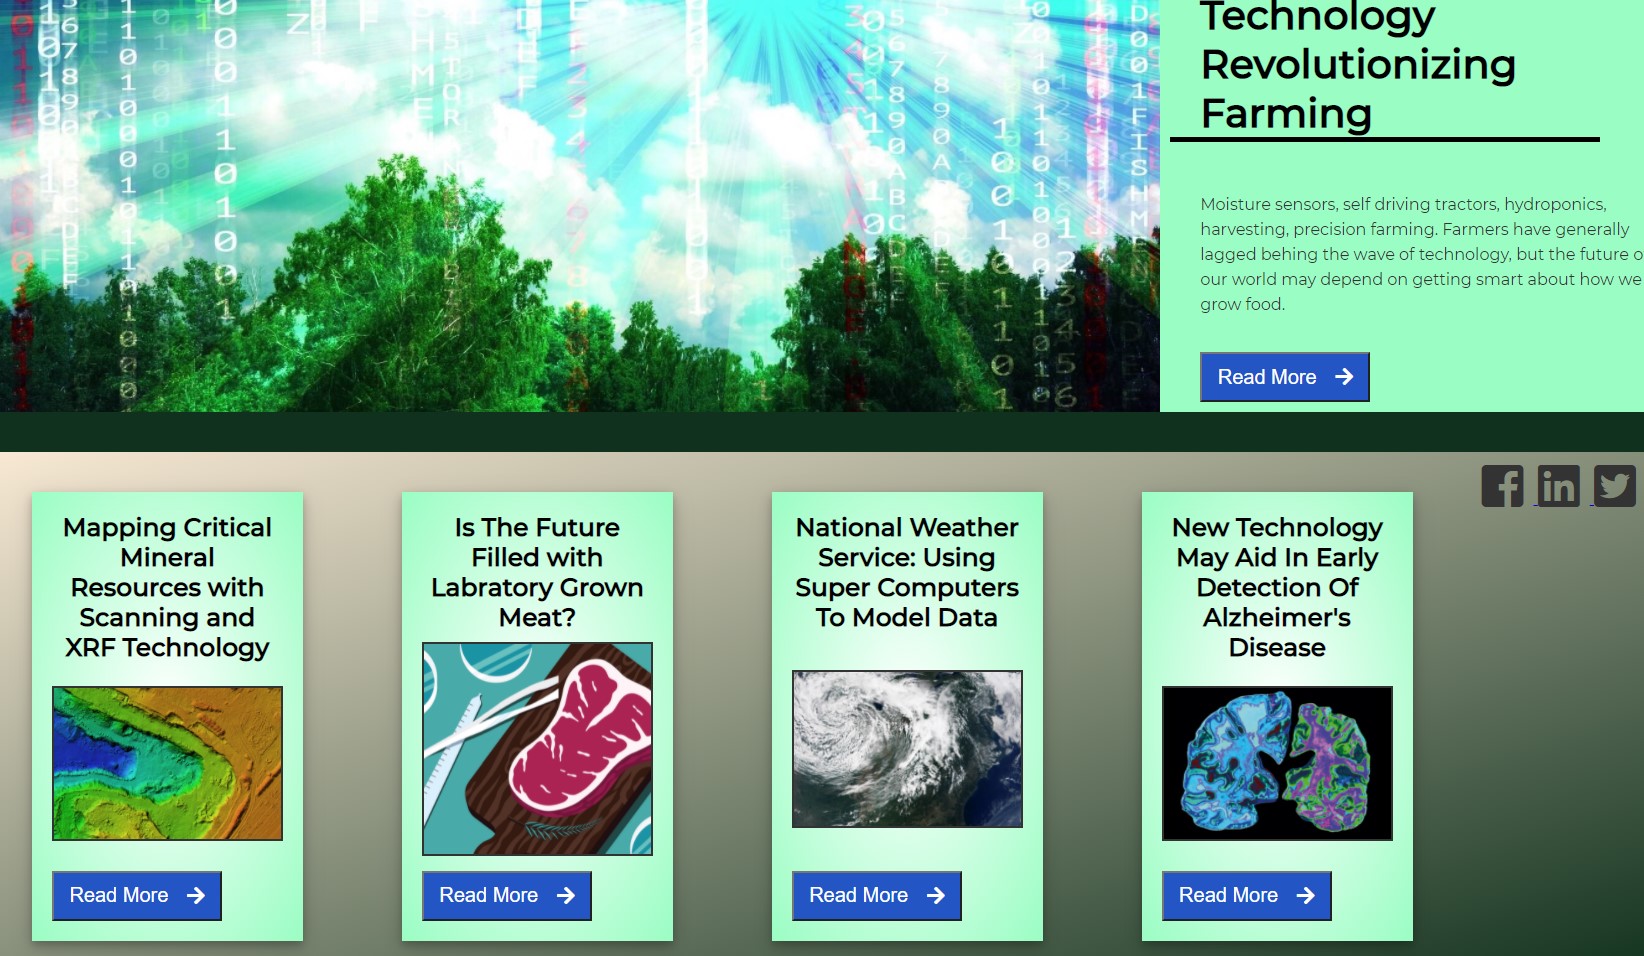 Technology
Revolutionizing
Farming
Moisture sensors, self driving tractors, hydroponics,
harvesting, precision farming. Farmers have generally
lagged behing the wave of technology, but the future o
our world may depend on getting smart about how we
grow food.
Read More
Mapping Critical
Mineral
Resources with
Scanning and
XRF Technology
Read More
Is The Future
Filled with
Labratory Grown
Meat?
Read More
National Weather
Service: Using
Super Computers
To Model Data
Read More
New Technology
May Aid In Early
Detection Of
Alzheimer's
Disease
Read More